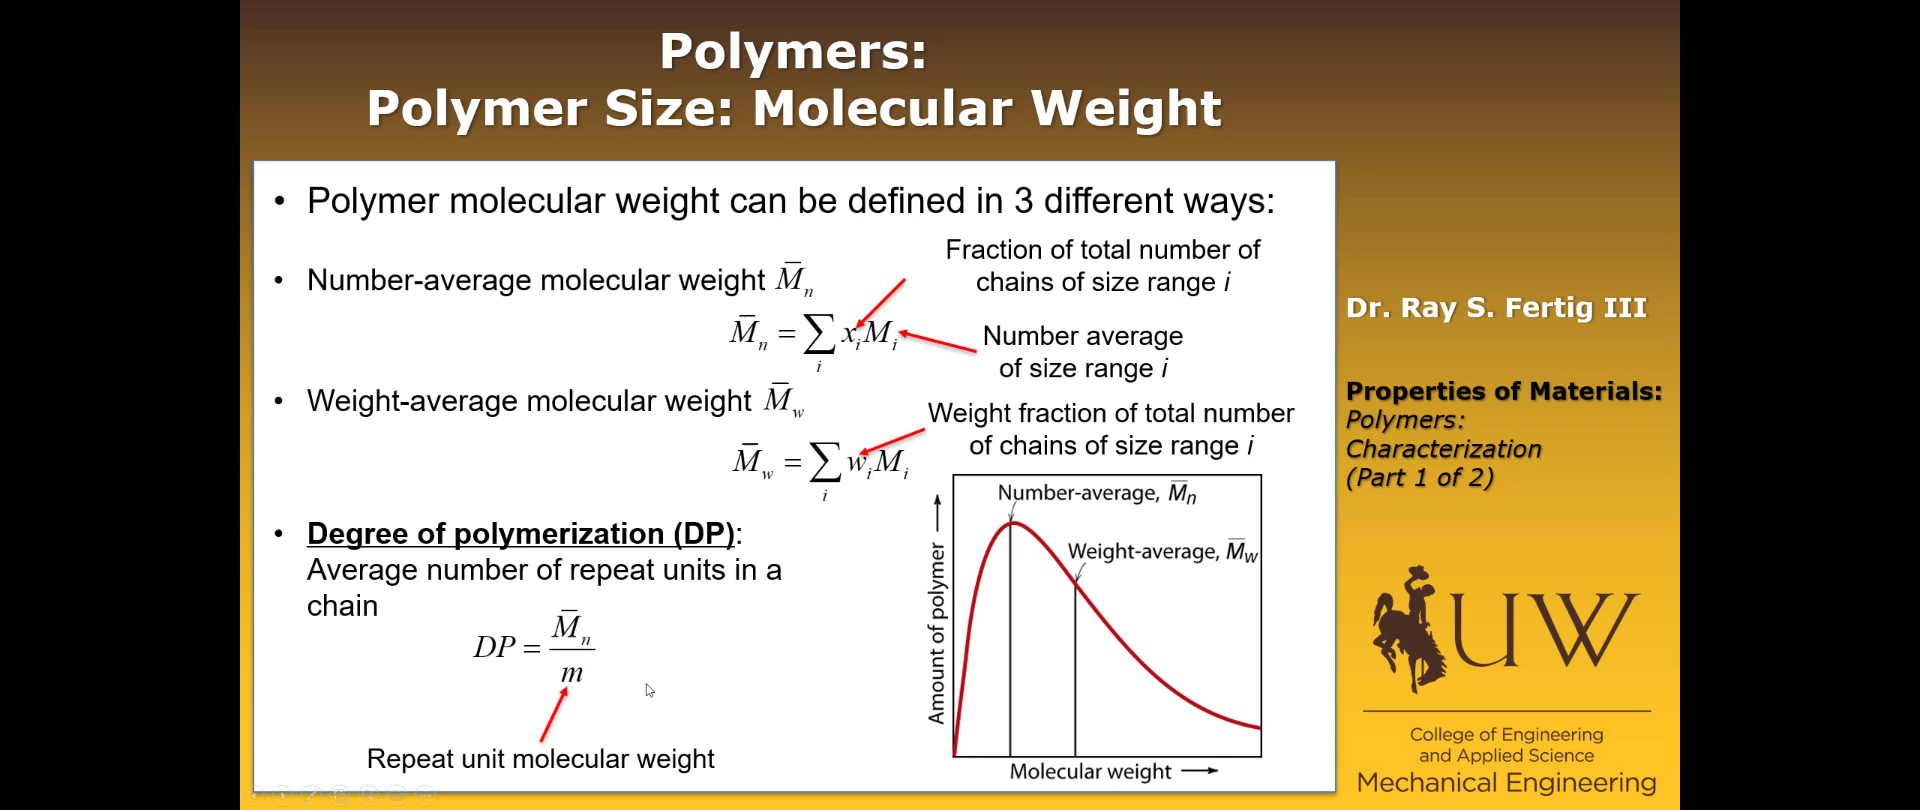 Polymers:
Polymer Size: Molecular Weight
• Polymer molecular weight can be defined in 3 different ways:
Fraction of total number of
chains of size range i
• Number-average molecular weight M̅ₙ
M̅ₙ = ∑ᵢ xᵢMᵢ
Number average
of size range i
• Weight-average molecular weight M̅w
Weight fraction of total number
of chains of size range i
M̅w = ∑ᵢ wᵢMᵢ
• Degree of polymerization (DP):
Average number of repeat units in a
chain
DP = M̅ₙ / m
Repeat unit molecular weight
Number-average, M̅n
Weight-average, M̅w
Amount of polymer
Molecular weight
Dr. Ray S. Fertig III
Properties of Materials:
Polymers:
Characterization
(Part 1 of 2)
UW
College of Engineering
and Applied Science
Mechanical Engineering